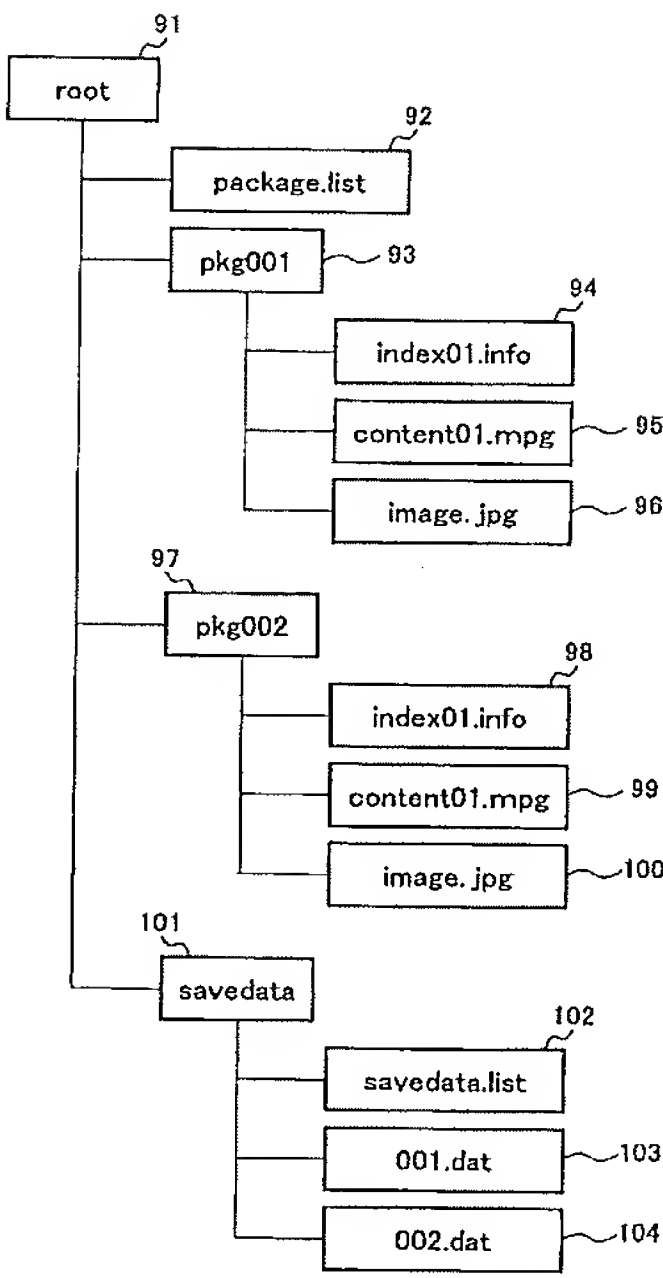 91
root
92
package.list
pkg001
93
94
index01.info
content01.mpg
95
image.jpg
96
97
pkg002
98
index01.info
content01.mpg
99
image.jpg
100
101
savedata
102
savedata.list
001.dat
103
002.dat
104